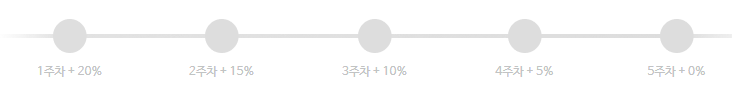 1주차 + 20%
2주차 + 15%
3주차 + 10%
4주차 + 5%
5주차 + 0%